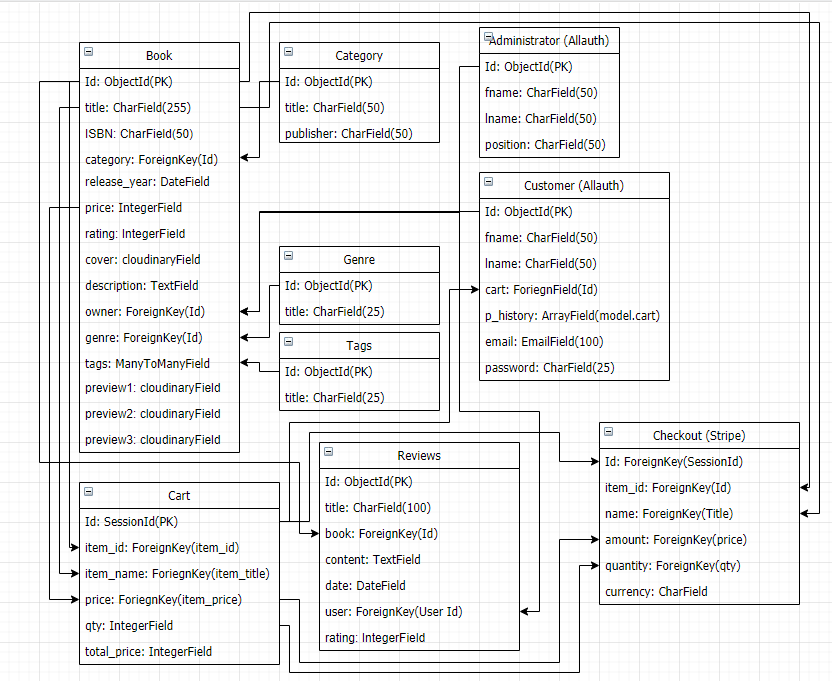 Book
Id: ObjectId(PK)
title: CharField(255)
ISBN: CharField(50)
category: ForeignKey(Id)
release_year: DateField
price: IntegerField
rating: IntegerField
cover: cloudinaryField
description: TextField
owner: ForeignKey(Id)
genre: ForeignKey(Id)
tags: ManyToManyField
preview1: cloudinaryField
preview2: cloudinaryField
preview3: cloudinaryField
Category
Id: ObjectId(PK)
title: CharField(50)
publisher: CharField(50)
Administrator (Allauth)
Id: ObjectId(PK)
fname: CharField(50)
lname: CharField(50)
position: CharField(50)
Customer (Allauth)
Id: ObjectId(PK)
fname: CharField(50)
lname: CharField(50)
cart: ForiegnField(Id)
p_history: ArrayField(model.cart)
email: EmailField(100)
password: CharField(25)
Genre
Id: ObjectId(PK)
title: CharField(25)
Tags
Id: ObjectId(PK)
title: CharField(25)
Cart
Id: SessionId(PK)
item_id: ForeignKey(item_id)
item_name: ForiegnKey(item_title)
price: ForiegnKey(item_price)
qty: IntegerField
total_price: IntegerField
Reviews
Id: ObjectId(PK)
title: CharField(100)
book: ForeignKey(Id)
content: TextField
date: DateField
user: ForeignKey(User Id)
rating: IntegerField
Checkout (Stripe)
Id: ForeignKey(SessionId)
item_id: ForeignKey(Id)
name: ForeignKey(Title)
amount: ForeignKey(price)
quantity: ForeignKey(qty)
currency: CharField